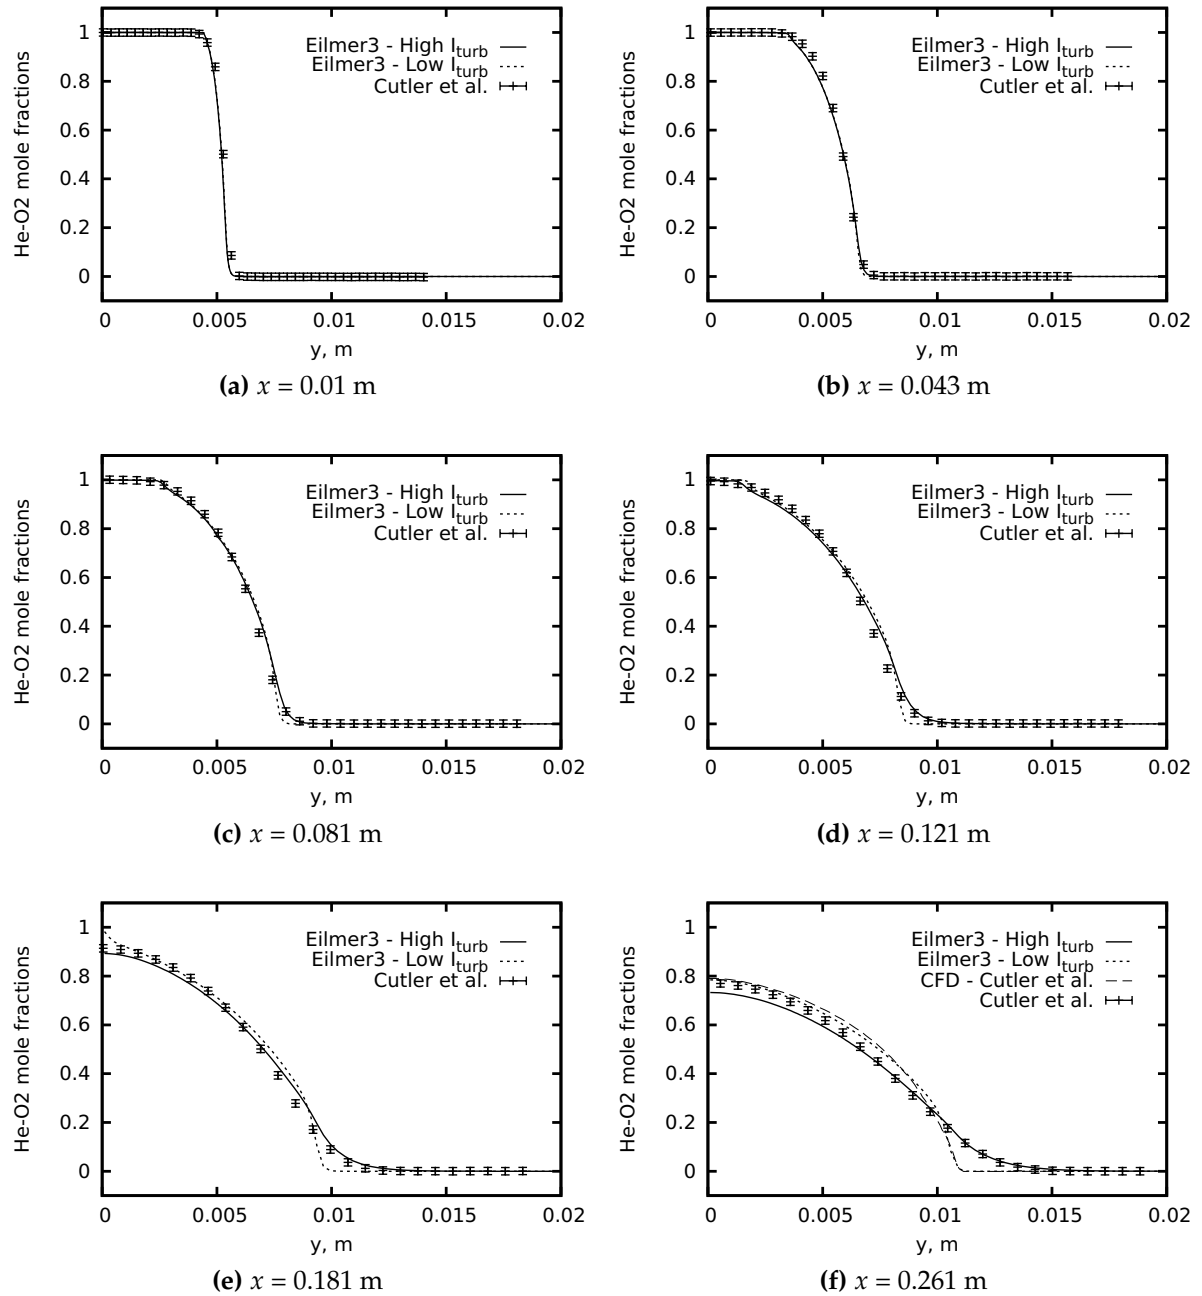 He-O2 mole fractions
1
0.8
0.6
0.4
0.2
0
0
0.005
0.01
0.015
0.02
y, m
Eilmer3 - High I_turb
Eilmer3 - Low I_turb
Cutler et al.
(a) x = 0.01 m
He-O2 mole fractions
1
0.8
0.6
0.4
0.2
0
0
0.005
0.01
0.015
0.02
y, m
Eilmer3 - High I_turb
Eilmer3 - Low I_turb
Cutler et al.
(b) x = 0.043 m
He-O2 mole fractions
1
0.8
0.6
0.4
0.2
0
0
0.005
0.01
0.015
0.02
y, m
Eilmer3 - High I_turb
Eilmer3 - Low I_turb
Cutler et al.
(c) x = 0.081 m
He-O2 mole fractions
1
0.8
0.6
0.4
0.2
0
0
0.005
0.01
0.015
0.02
y, m
Eilmer3 - High I_turb
Eilmer3 - Low I_turb
Cutler et al.
(d) x = 0.121 m
He-O2 mole fractions
1
0.8
0.6
0.4
0.2
0
0
0.005
0.01
0.015
0.02
y, m
Eilmer3 - High I_turb
Eilmer3 - Low I_turb
Cutler et al.
(e) x = 0.181 m
He-O2 mole fractions
1
0.8
0.6
0.4
0.2
0
0
0.005
0.01
0.015
0.02
y, m
Eilmer3 - High I_turb
Eilmer3 - Low I_turb
CFD - Cutler et al.
Cutler et al.
(f) x = 0.261 m